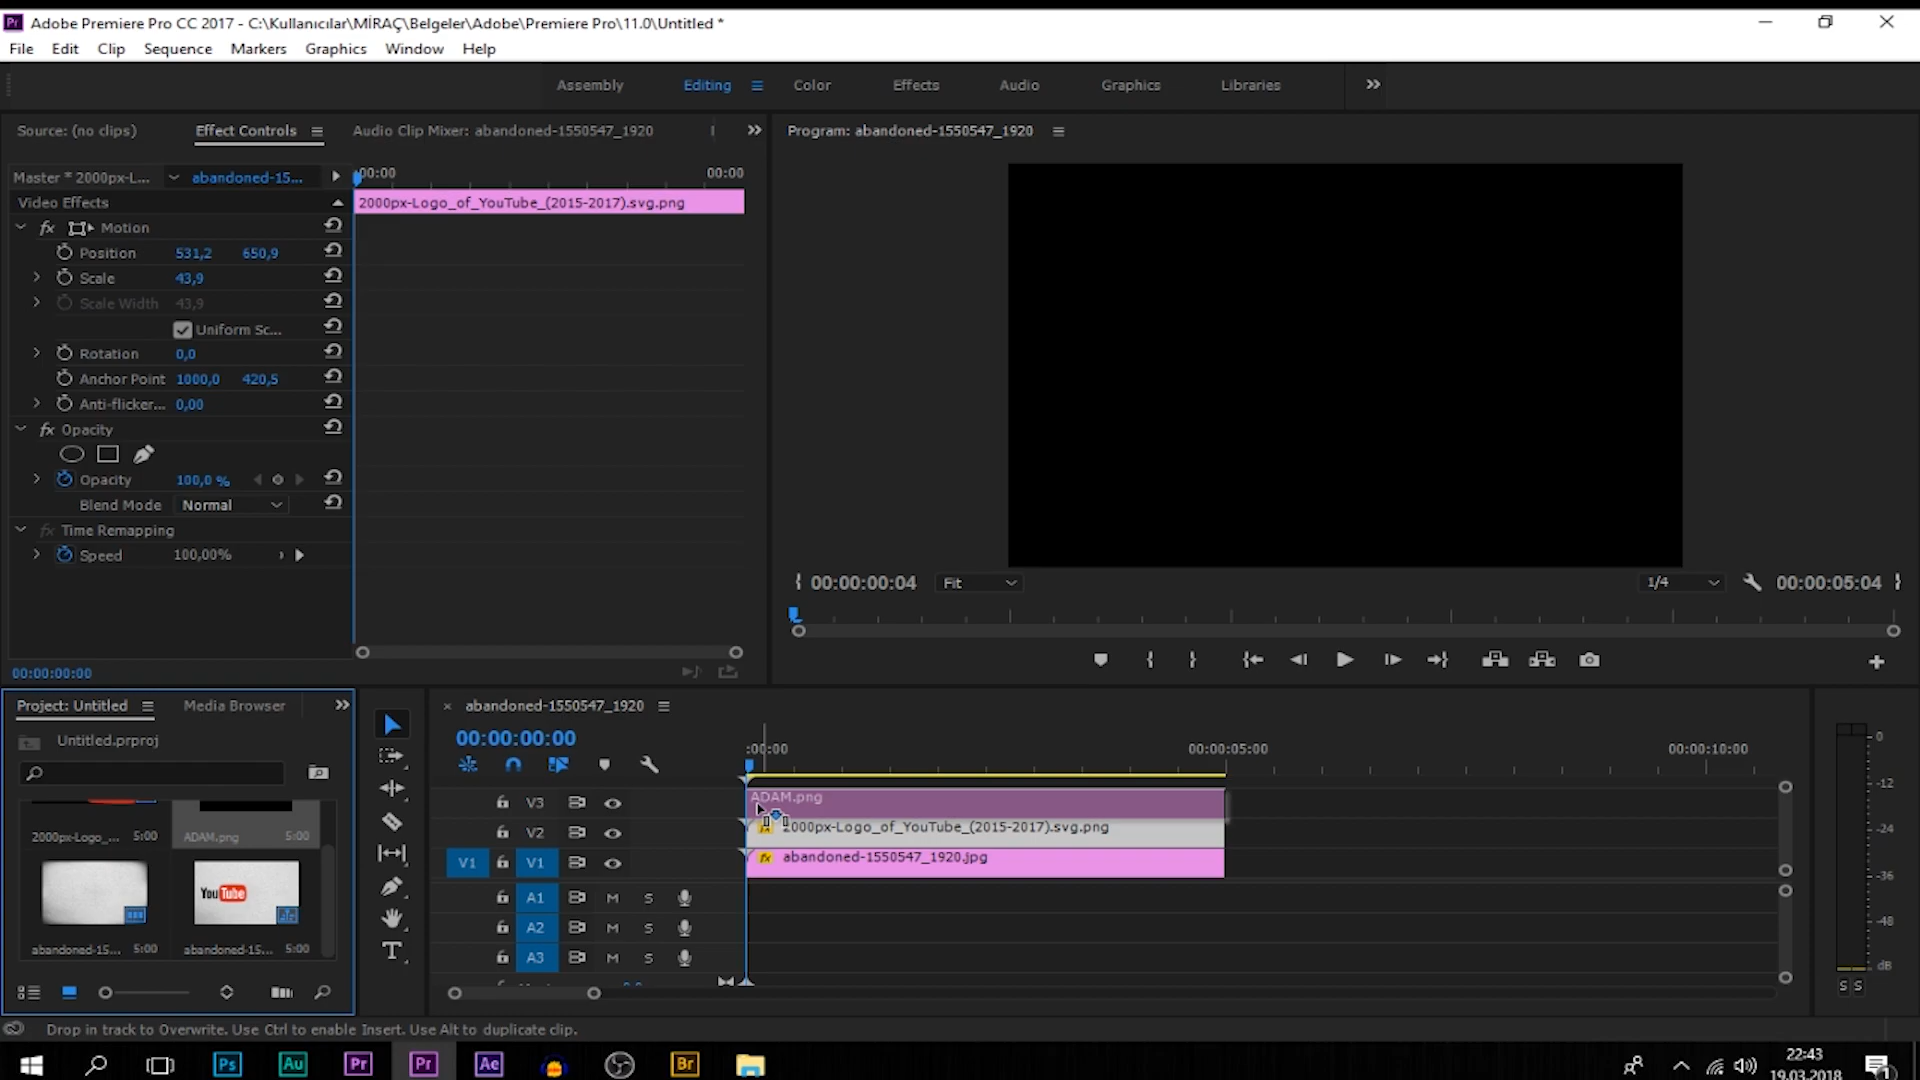 Adobe Premiere Pro CC 2017 - C:\Kullanıcılar\MİRAÇ\Belgeler\Adobe\Premiere Pro\11.0\Untitled *
File Edit Clip Sequence Markers Graphics Window Help
Assembly Editing Color Effects Audio Graphics Libraries
Source: (no clips) Effect Controls Audio Clip Mixer: abandoned-1550547_1920
Program: abandoned-1550547_1920
Master * 2000px-L... abandoned-15... :00:00 00:00
Video Effects 2000px-Logo_of_YouTube_(2015-2017).svg.png
fx Motion
Position 531,2 650,9
Scale 43,9
Scale Width 43,9
Uniform Sc...
Rotation 0,0
Anchor Point 1000,0 420,5
Anti-flicker... 0,00
fx Opacity
Opacity 100,0 %
Blend Mode Normal
fx Time Remapping
Speed 100,00%
00:00:00:04 Fit 1/4 00:00:05:04
00:00:00:00
Project: Untitled Media Browser
Untitled.prproj
2000px-Logo_... 5:00 ADAM.png 5:00
YouTube
abandoned-15... 5:00 abandoned-15... 5:00
abandoned-1550547_1920
00:00:00:00 :00:00 00:00:05:00 00:00:10:00
V3 ADAM.png
V2 2000px-Logo_of_YouTube_(2015-2017).svg.png
V1 V1 fx abandoned-1550547_1920.jpg
A1 M S
A2 M S
A3 M S
0
-12
-24
-36
-48
dB
S S
Drop in track to Overwrite. Use Ctrl to enable Insert. Use Alt to duplicate clip.
Ps Au Pr Pr Ae Br
22:43
19.03.2018
1